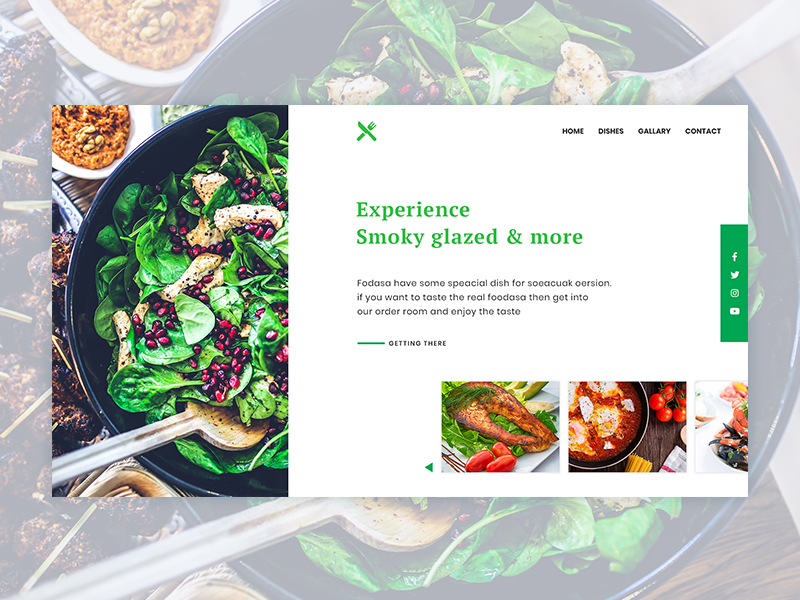 HOME DISHES GALLARY CONTACT
Experience
Smoky glazed & more
Fodasa have some speacial dish for soeacuak oersion.
if you want to taste the real foodasa then get into
our order room and enjoy the taste
GETTING THERE